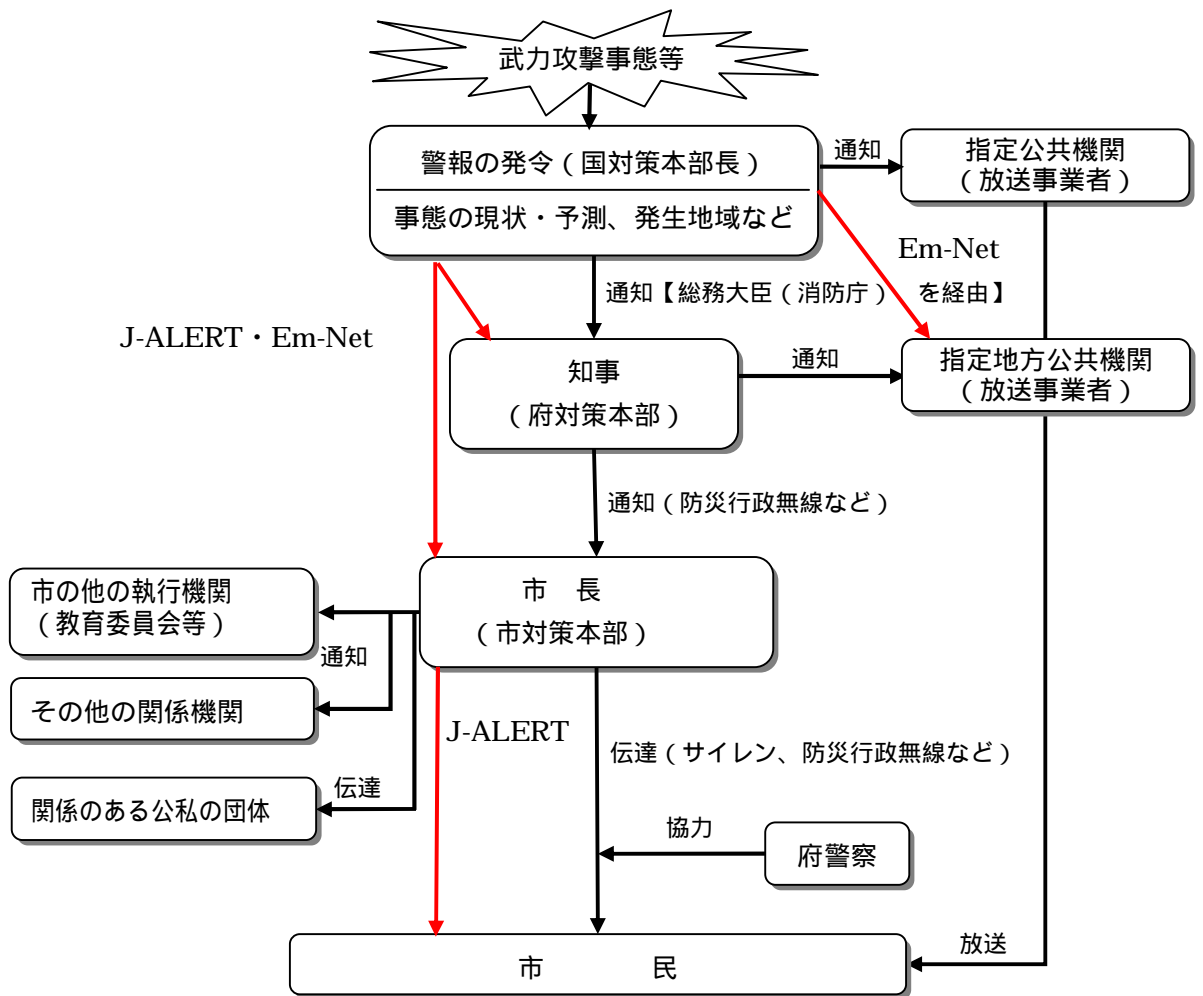 武力攻撃事態等
警報の発令(国対策本部長)
事態の現状・予測、発生地域など
通知
指定公共機関
(放送事業者)
Em-Net
通知【総務大臣(消防庁) を経由】
J-ALERT・Em-Net
知事
(府対策本部)
通知
指定地方公共機関
(放送事業者)
通知(防災行政無線など)
市 長
(市対策本部)
市の他の執行機関
(教育委員会等)
通知
その他の関係機関
J-ALERT
伝達(サイレン、防災行政無線など)
伝達
関係のある公私の団体
協力
府警察
放送
市 民